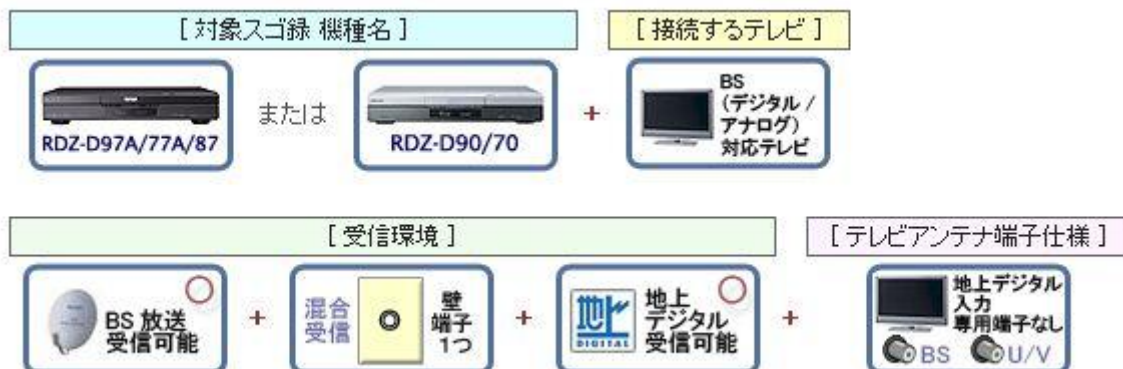 [ 対象スゴ録 機種名 ]
[ 接続するテレビ ]
RDZ-D97A/77A/87
または
RDZ-D90/70
+
BS
(デジタル /
アナログ)
対応テレビ
[ 受信環境 ]
[ テレビアンテナ端子仕様 ]
BS 放送
受信可能
+
混合
受信
壁
端子
1つ
+
地上
DIGITAL
地上
デジタル
受信可能
+
地上デジタル
入力
専用端子なし
BS
U/V